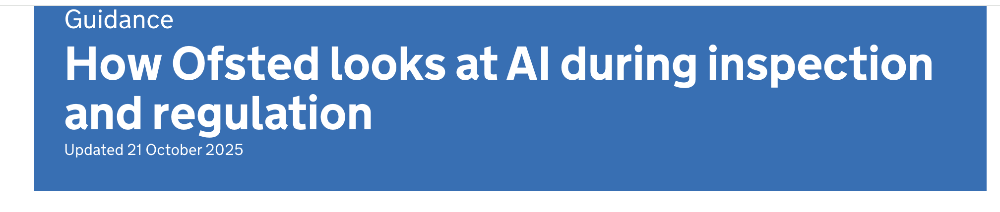 Guidance
How Ofsted looks at AI during inspection
and regulation
Updated 21 October 2025